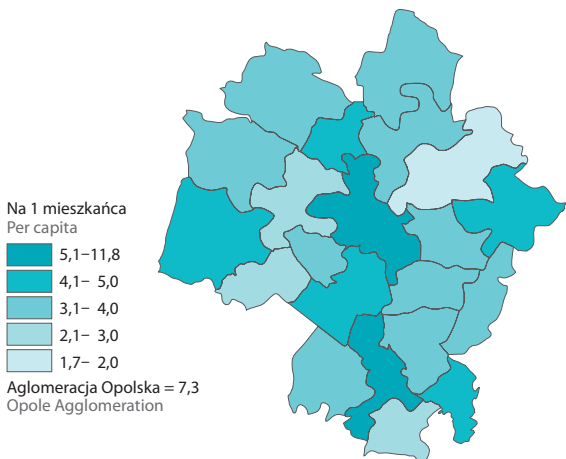 Na 1 mieszkańca
Per capita
5,1–11,8
4,1– 5,0
3,1– 4,0
2,1– 3,0
1,7– 2,0
Aglomeracja Opolska = 7,3
Opole Agglomeration